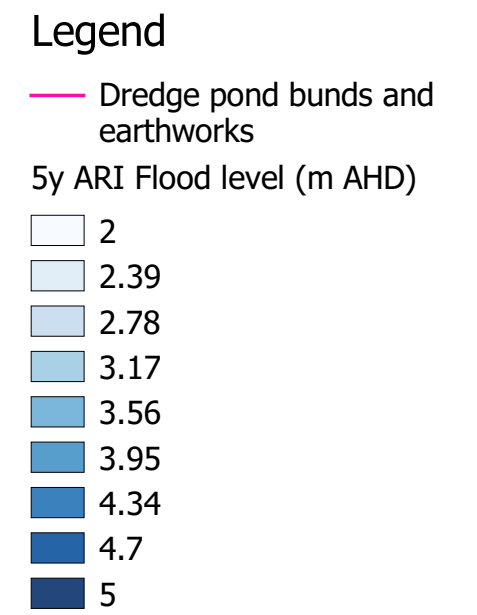 Legend
Dredge pond bunds and
earthworks
5y ARI Flood level (m AHD)
2
2.39
2.78
3.17
3.56
3.95
4.34
4.7
5